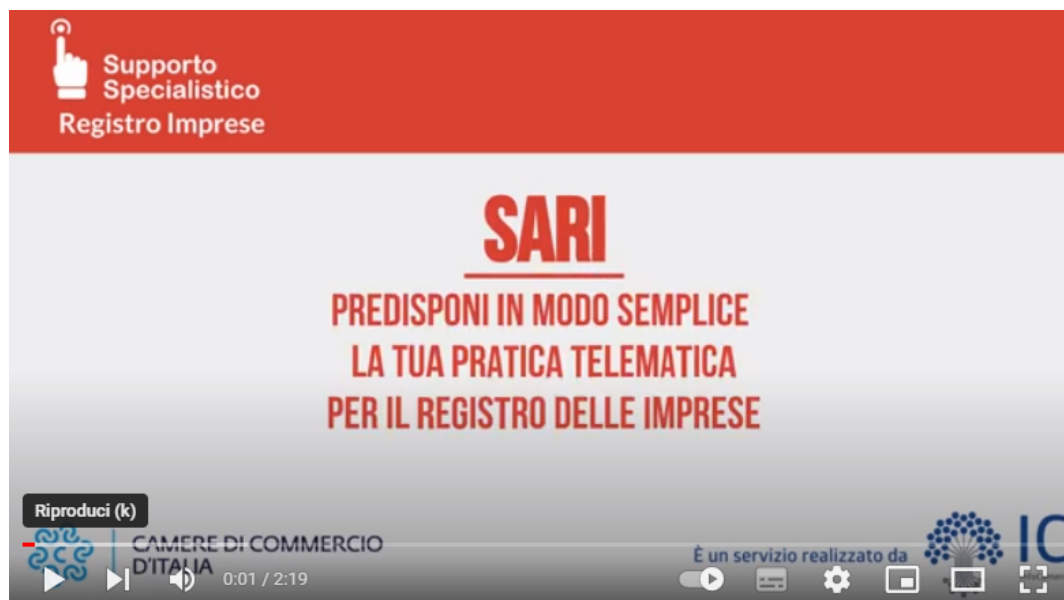 Supporto
Specialistico
Registro Imprese
SARI
PREDISPONI IN MODO SEMPLICE
LA TUA PRATICA TELEMATICA
PER IL REGISTRO DELLE IMPRESE
Riproduci (k)
CAMERE DI COMMERCIO
D'ITALIA
È un servizio realizzato da
IC
0:01 / 2:19